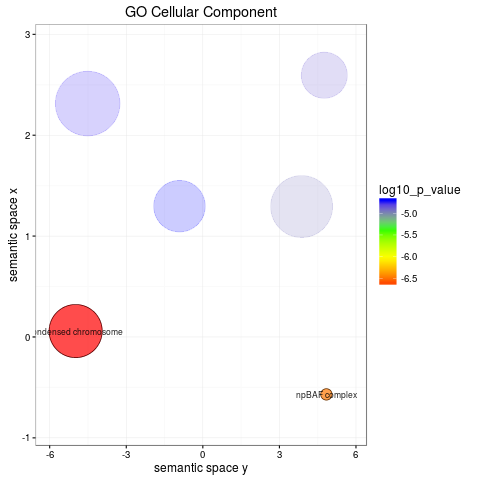 GO Cellular Component
3
2
1
0
-1
semantic space x
ndensed chromosome
npBAF complex
-6
-3
0
3
6
semantic space y
log10_p_value
-5.0
-5.5
-6.0
-6.5